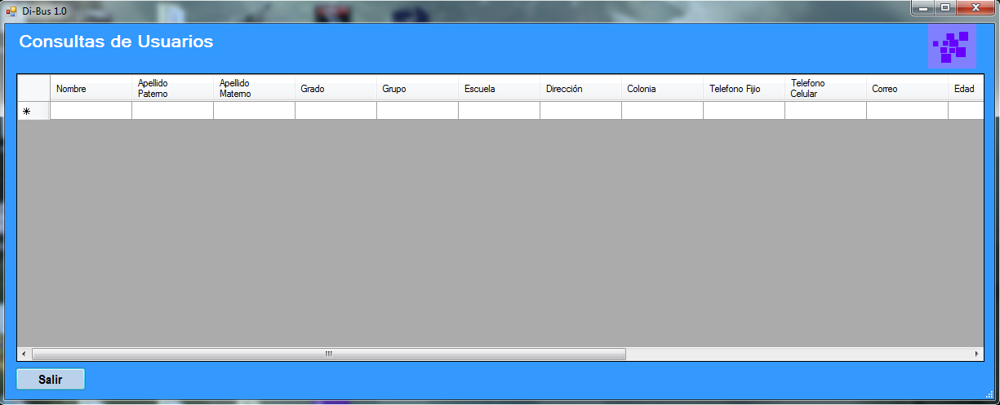 Di-Bus 1.0
Consultas de Usuarios
Nombre
Apellido
Paterno
Apellido
Materno
Grado
Grupo
Escuela
Dirección
Colonia
Telefono Fijio
Telefono
Celular
Correo
Edad
Salir